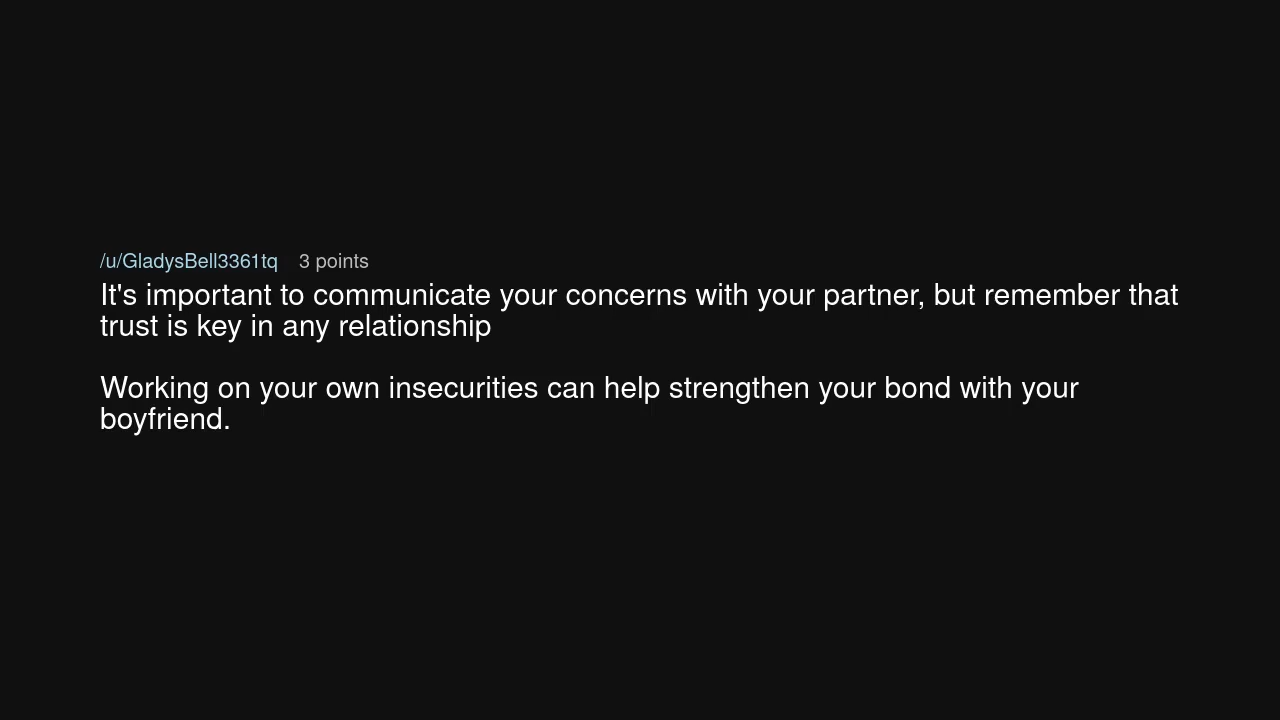 /u/GladysBell3361tq 3 points
It's important to communicate your concerns with your partner, but remember that
trust is key in any relationship
Working on your own insecurities can help strengthen your bond with your
boyfriend.